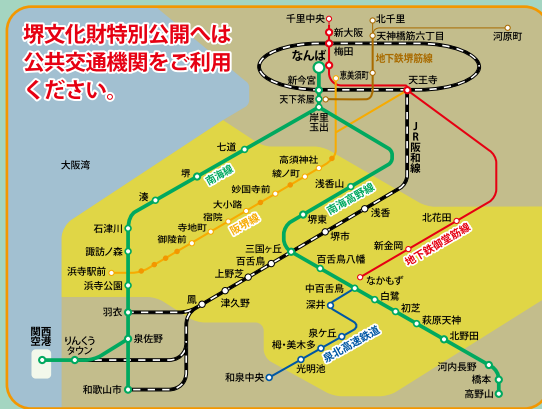 堺文化財特別公開へは
公共交通機関をご利用
ください。
千里中央
北千里
新大阪
天神橋筋六丁目
河原町
梅田
なんば
地下鉄堺筋線
新今宮
恵美須町
天王寺
天下茶屋
岸里
玉出
JR阪和線
七道
大阪湾
高須神社
堺
南海線
綾ノ町
浅香山
妙国寺前
南海高野線
湊
大小路
浅香
宿院
阪堺線
堺東
北花田
石津川
寺地町
堺市
御陵前
新金岡
地下鉄御堂筋線
諏訪ノ森
三国ヶ丘
百舌鳥
百舌鳥八幡
浜寺駅前
上野芝
なかもず
浜寺公園
中百舌鳥
白鷺
鳳
津久野
深井
初芝
羽衣
萩原天神
関西
空港
りんくう
タウン
泉佐野
泉ケ丘
泉北高速鉄道
北野田
栂・美木多
光明池
河内長野
和歌山市
和泉中央
橋本
高野山